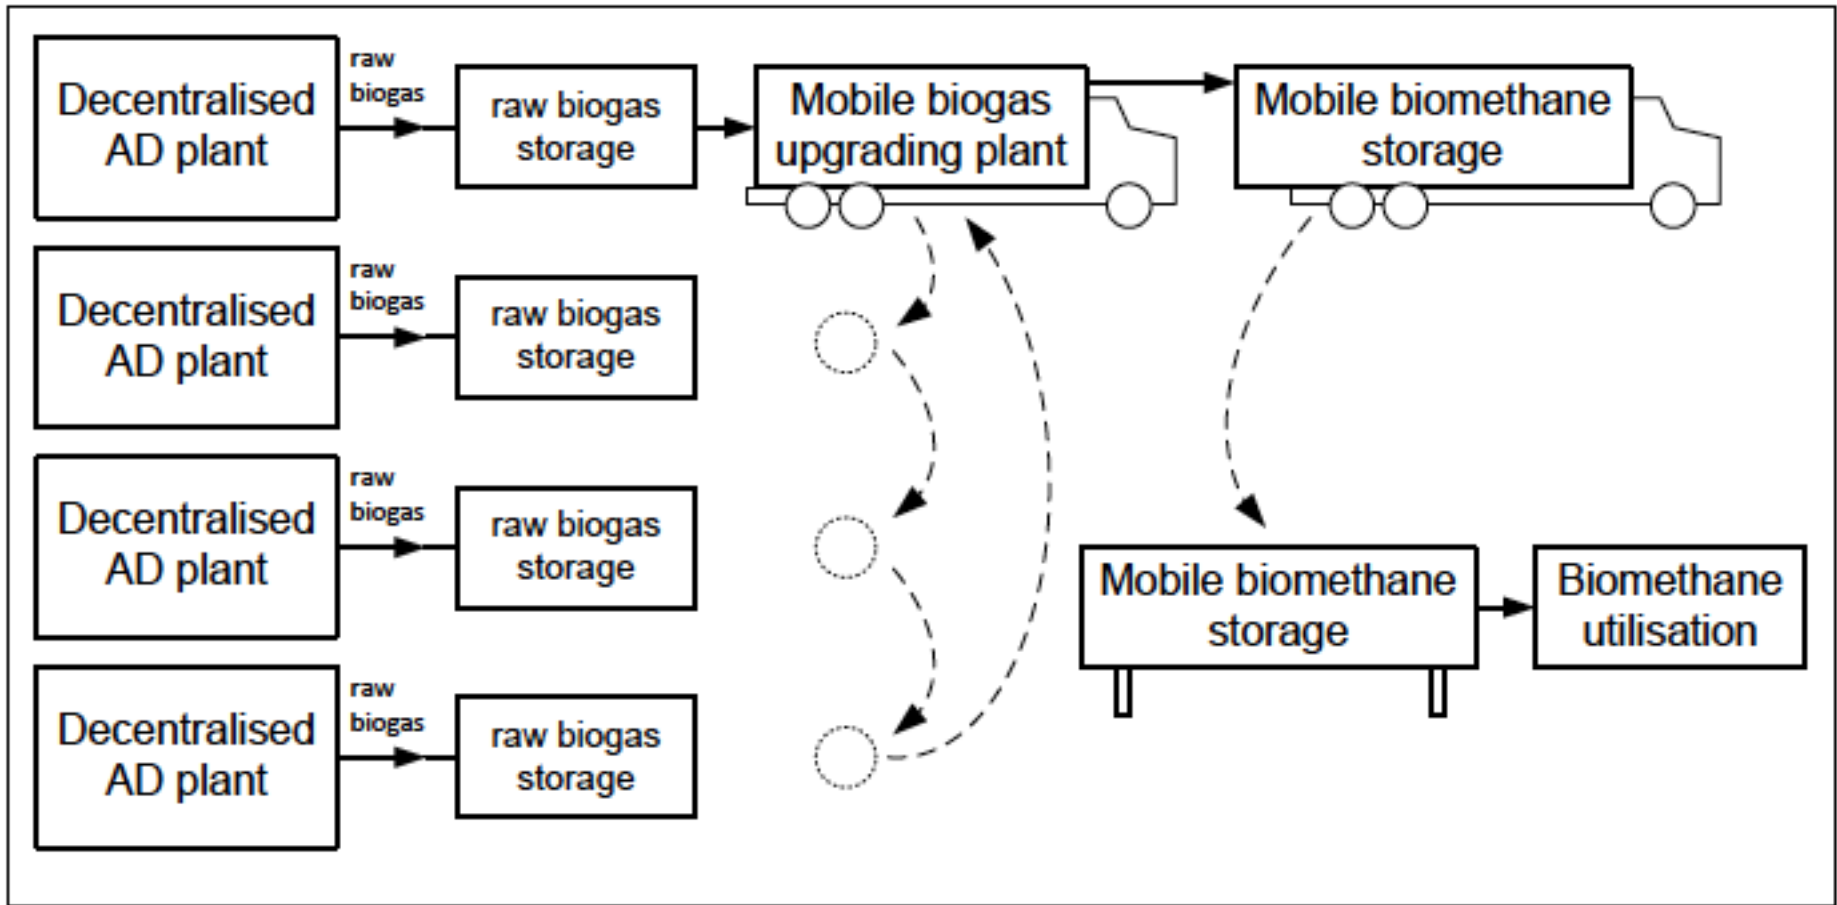 Decentralised
AD plant
raw
biogas
raw biogas
storage
Mobile biogas
upgrading plant
Mobile biomethane
storage
Decentralised
AD plant
raw
biogas
raw biogas
storage
Decentralised
AD plant
raw
biogas
raw biogas
storage
Mobile biomethane
storage
Biomethane
utilisation
Decentralised
AD plant
raw
biogas
raw biogas
storage